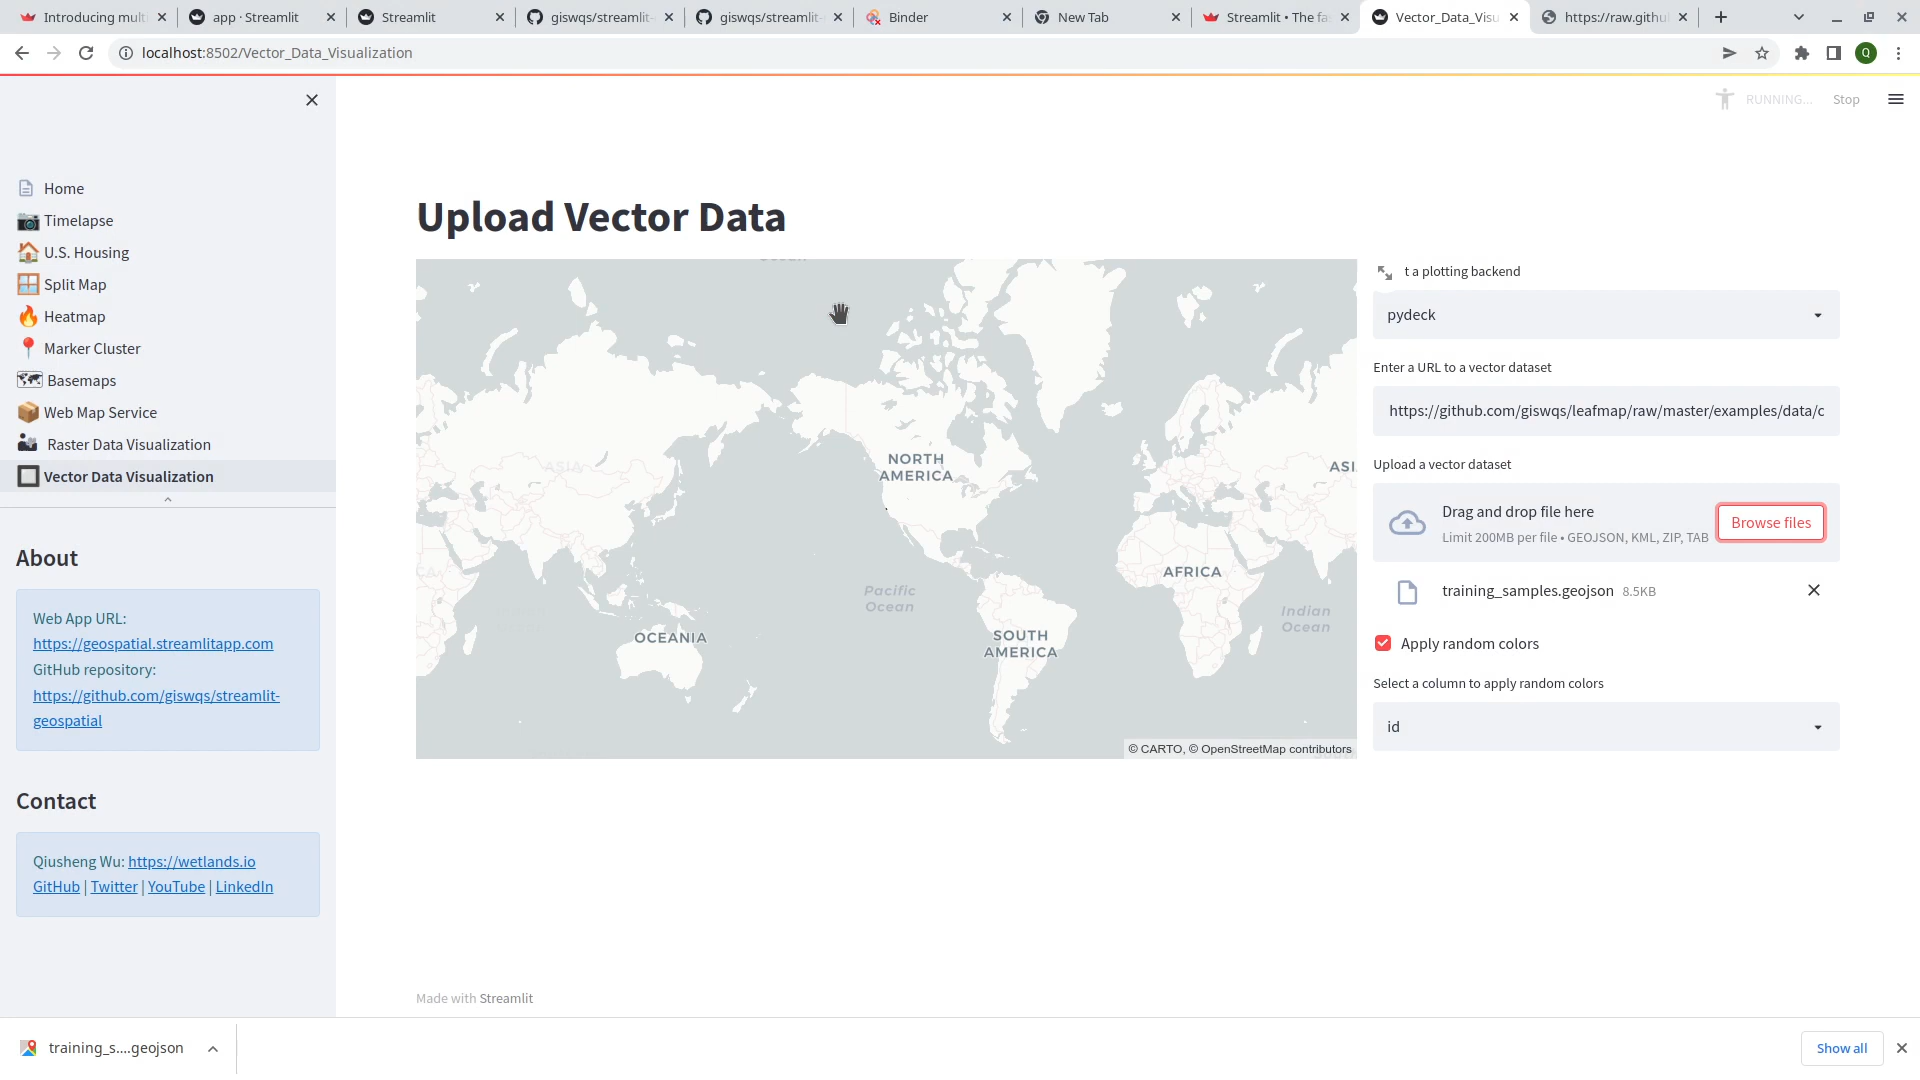 Introducing mult
app · Streamlit
Streamlit
giswqs/streamlit-
giswqs/streamlit-
Binder
New Tab
Streamlit • The fa
Vector_Data_Visu
https://raw.githu
localhost:8502/Vector_Data_Visualization
Q
RUNNING...
Stop
Home
Timelapse
U.S. Housing
Split Map
Heatmap
Marker Cluster
Basemaps
Web Map Service
Raster Data Visualization
Vector Data Visualization
About
Web App URL:
https://geospatial.streamlitapp.com
GitHub repository:
https://github.com/giswqs/streamlit-
geospatial
Contact
Qiusheng Wu: https://wetlands.io
GitHub | Twitter | YouTube | LinkedIn
Upload Vector Data
ASIA
NORTH
AMERICA
ASI
Pacific
Ocean
AFRICA
OCEANIA
SOUTH
AMERICA
Indian
Ocean
© CARTO, © OpenStreetMap contributors
t a plotting backend
pydeck
Enter a URL to a vector dataset
https://github.com/giswqs/leafmap/raw/master/examples/data/c
Upload a vector dataset
Drag and drop file here
Limit 200MB per file • GEOJSON, KML, ZIP, TAB
Browse files
training_samples.geojson 8.5KB
Apply random colors
Select a column to apply random colors
id
Made with Streamlit
training_s....geojson
Show all